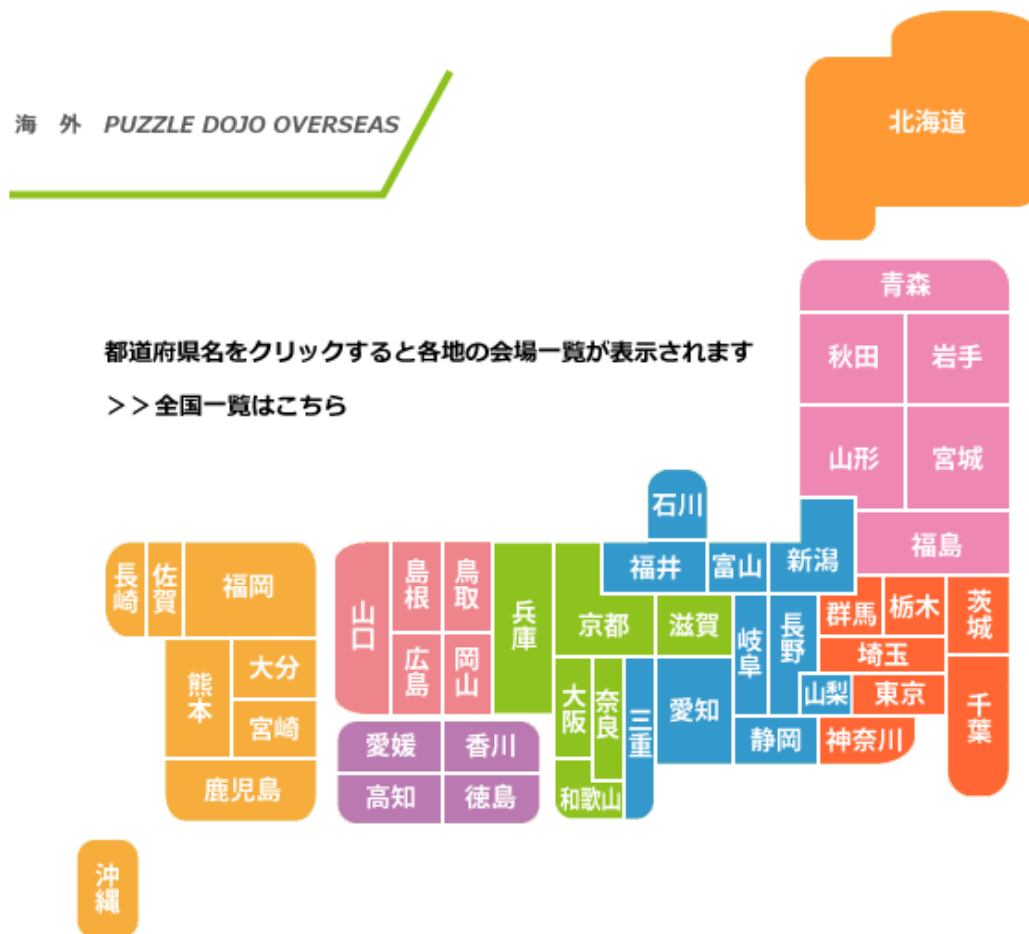 北海道
海 外 PUZZLE DOJO OVERSEAS
青森
都道府県名をクリックすると各地の会場一覧が表示されます
秋田 岩手
>>全国一覧はこちら
山形 宮城
石川
福島
福井 富山 新潟
長崎 佐賀 福岡
山口 島根 鳥取
兵庫
京都 滋賀
岐阜 長野
群馬 栃木 茨城
埼玉
広島 岡山
熊本 大分
宮崎
鹿児島
大阪 奈良 三重 愛知
山梨 東京
千葉
静岡 神奈川
愛媛 香川
高知 徳島
和歌山
沖縄